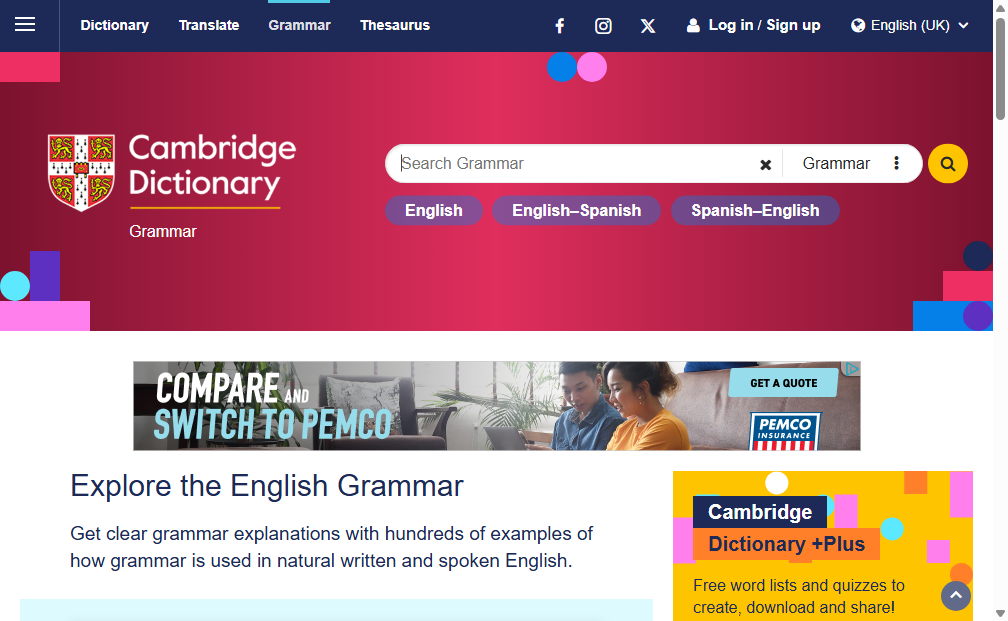 Dictionary Translate Grammar Thesaurus Log in / Sign up English (UK)
Cambridge
Dictionary
Grammar
Search Grammar Grammar
English English–Spanish Spanish–English
COMPARE AND
SWITCH TO PEMCO
GET A QUOTE
PEMCO
INSURANCE
Explore the English Grammar
Get clear grammar explanations with hundreds of examples of
how grammar is used in natural written and spoken English.
Cambridge
Dictionary +Plus
Free word lists and quizzes to
create, download and share!